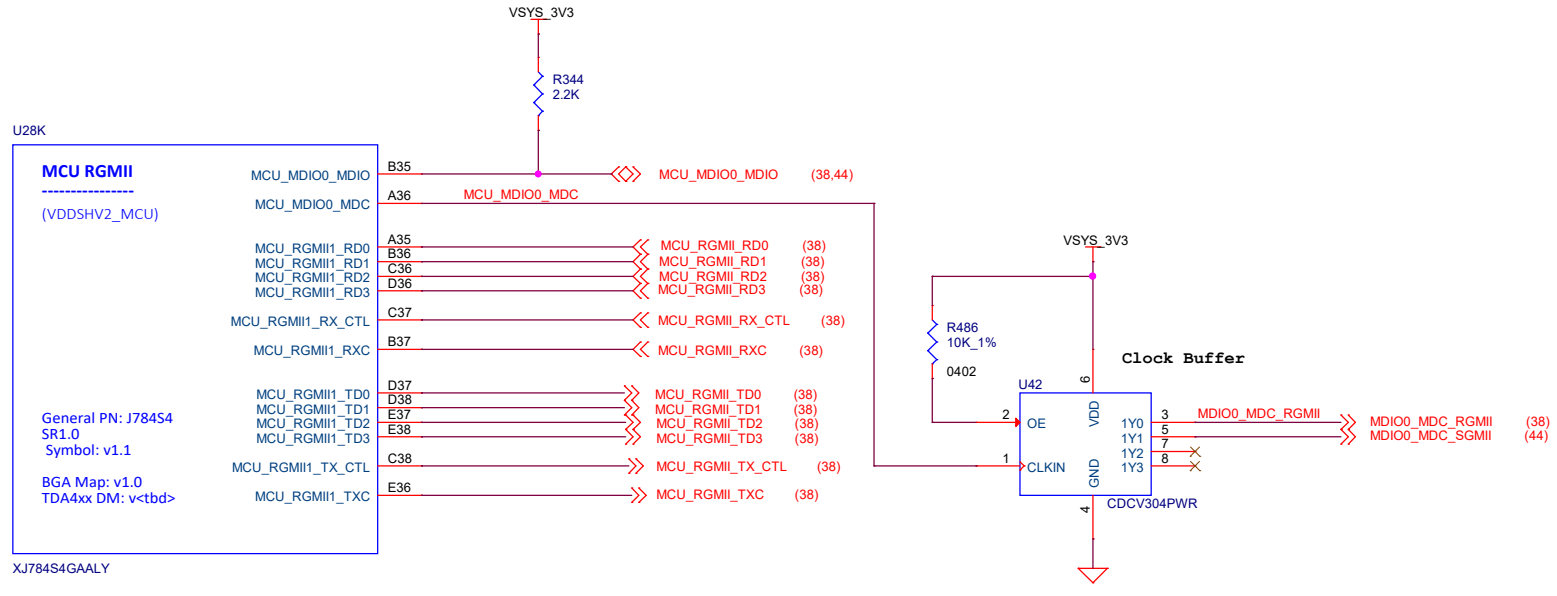 VSYS_3V3
R344
2.2K
U28K
MCU RGMII
----------------
(VDDSHV2_MCU)
MCU_MDIO0_MDIO B35 MCU_MDIO0_MDIO (38,44)
MCU_MDIO0_MDC A36 MCU_MDIO0_MDC
MCU_RGMII1_RD0 A35 MCU_RGMII_RD0 (38)
MCU_RGMII1_RD1 B36 MCU_RGMII_RD1 (38)
MCU_RGMII1_RD2 C36 MCU_RGMII_RD2 (38)
MCU_RGMII1_RD3 D36 MCU_RGMII_RD3 (38)
MCU_RGMII1_RX_CTL C37 MCU_RGMII_RX_CTL (38)
MCU_RGMII1_RXC B37 MCU_RGMII_RXC (38)
MCU_RGMII1_TD0 D37 MCU_RGMII_TD0 (38)
MCU_RGMII1_TD1 D38 MCU_RGMII_TD1 (38)
MCU_RGMII1_TD2 E37 MCU_RGMII_TD2 (38)
MCU_RGMII1_TD3 E38 MCU_RGMII_TD3 (38)
MCU_RGMII1_TX_CTL C38 MCU_RGMII_TX_CTL (38)
MCU_RGMII1_TXC E36 MCU_RGMII_TXC (38)
General PN: J784S4
SR1.0
Symbol: v1.1
BGA Map: v1.0
TDA4xx DM: v<tbd>
XJ784S4GAALY
VSYS_3V3
R486
10K_1%
0402
Clock Buffer
U42
6
VDD
2 OE
1 CLKIN
1Y0 3 MDIO0_MDC_RGMII MDIO0_MDC_RGMII (38)
1Y1 5 MDIO0_MDC_SGMII (44)
1Y2 7
1Y3 8
GND
4
CDCV304PWR